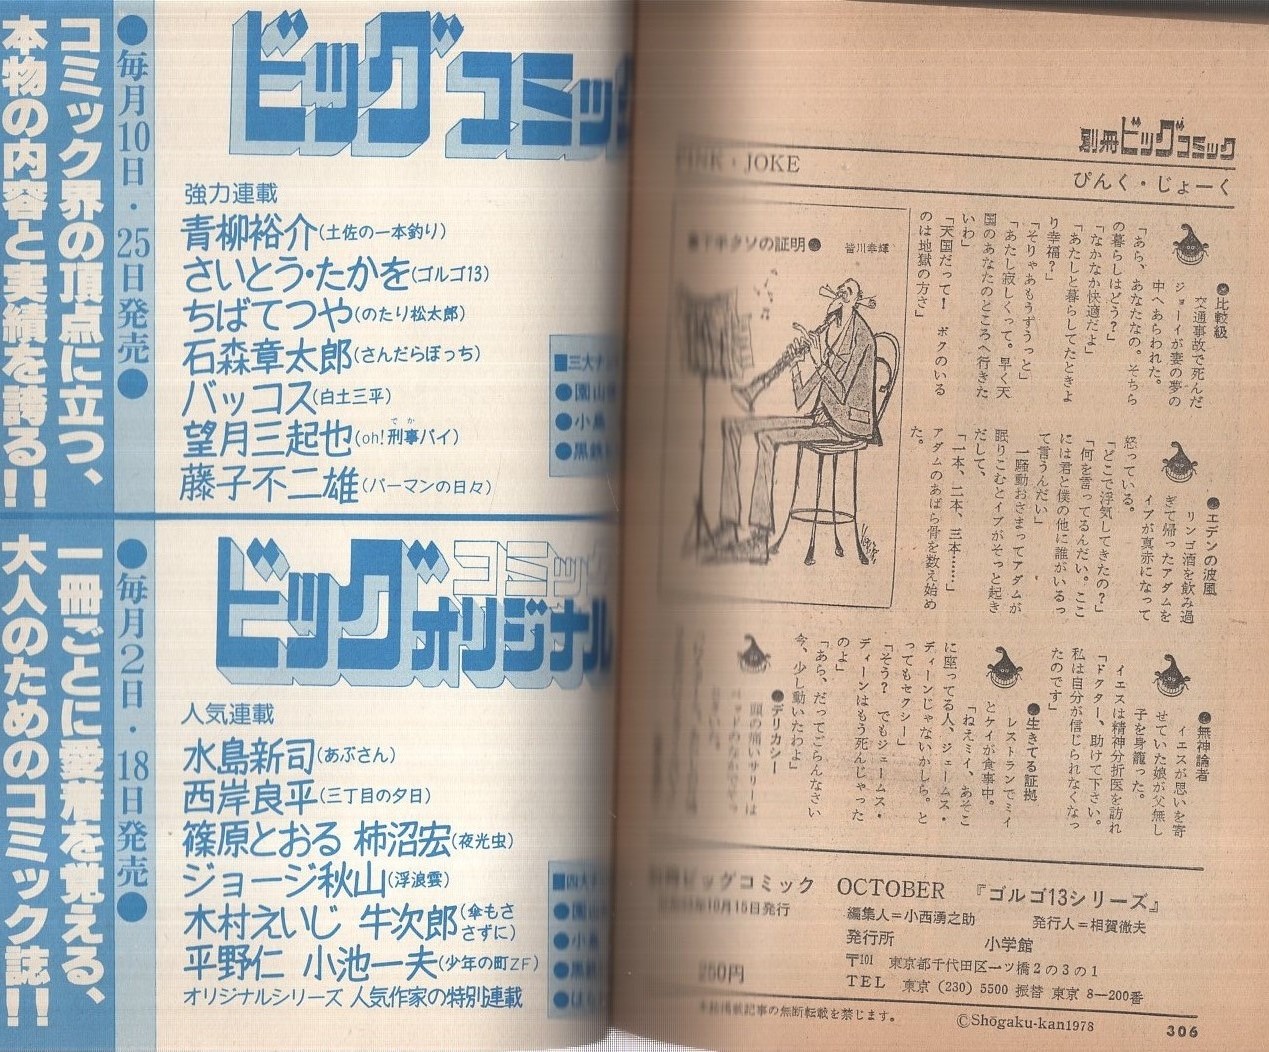 コミック界の頂点に立つ、
本物の内容と実績を誇る!!
●毎月10日・25日発売●
ビッグコミック
強力連載
青柳裕介(土佐の一本釣り)
さいとう・たかを(ゴルゴ13)
ちばてつや(のたり松太郎)
石森章太郎(さんだらぼっち)
バッコス(白土三平)
望月三起也(oh!刑事パイ)
でか
藤子不二雄(パーマンの日々)
●園山
●小島
●黒鉄
一冊ごとに愛着を覚える、
大人のためのコミック誌!!
●毎月2日・18日発売●
ビッグコミック
オリジナル
人気連載
水島新司(あぶさん)
西岸良平(三丁目の夕日)
篠原とおる 柿沼宏(夜光虫)
ジョージ秋山(浮浪雲)
木村えいじ 牛次郎(傘もささずに)
平野仁 小池一夫(少年の町ZF)
オリジナルシリーズ 人気作家の特別連載
別冊ビッグコミック
PINK・JOKE
ぴんく・じょーく
●比較級
交通事故で死んだ
ジョーイが妻の夢の
中へあらわれた。
「あら、あなたなの。そちら
の暮らしはどう?」
「なかなか快適だよ」
「あたしと暮らしてたときよ
り幸福?」
「そりゃあもうずうっと」
「あたし寂しくって。早く天
国のあなたのところへ行きた
いわ」
「天国だって! ボクのいる
のは地獄の方さ」
クソの証明●
皆川幸輝
●エデンの波風
リンゴ酒を飲み過
ぎて帰ったアダムを
イブが真赤になって
怒っている。
「どこで浮気してきたの?」
「何を言ってるんだい。ここ
には君と僕の他に誰がいるっ
て言うんだい」
一騒動おさまってアダムが
眠りこむとイブがそっと起き
だして、
「一本、二本、三本……」
アダムのあばら骨を数え始め
た。
●無神論者
イエスが思いを寄
せていた娘が父無し
子を身籠った。
イエスは精神分折医を訪れ
「ドクター、助けて下さい。
私は自分が信じられなくなっ
たのです」
●生きてる証拠
レストランでミイ
とケイが食事中。
「ねえミイ、あそこ
に座ってる人、ジェームス・
ディーンじゃないかしら。と
ってもセクシー」
「そう? でもジェームス・
ディーンはもう死んじゃった
のよ」
「あら、だってごらんなさい
今、少し動いたわよ」
●デリカシー
頭の痛いサリーは
別冊ビッグコミック OCTOBER 『ゴルゴ13シリーズ』
年10月15日発行
編集人=小西湧之助 発行人=相賀徹夫
発行所 小学館
〒101 東京都千代田区一ツ橋2の3の1
TEL 東京(230)5500 振替 東京 8—200番
250円
本誌掲載記事の無断転載を禁じます。
©Shōgaku-kan1978
306